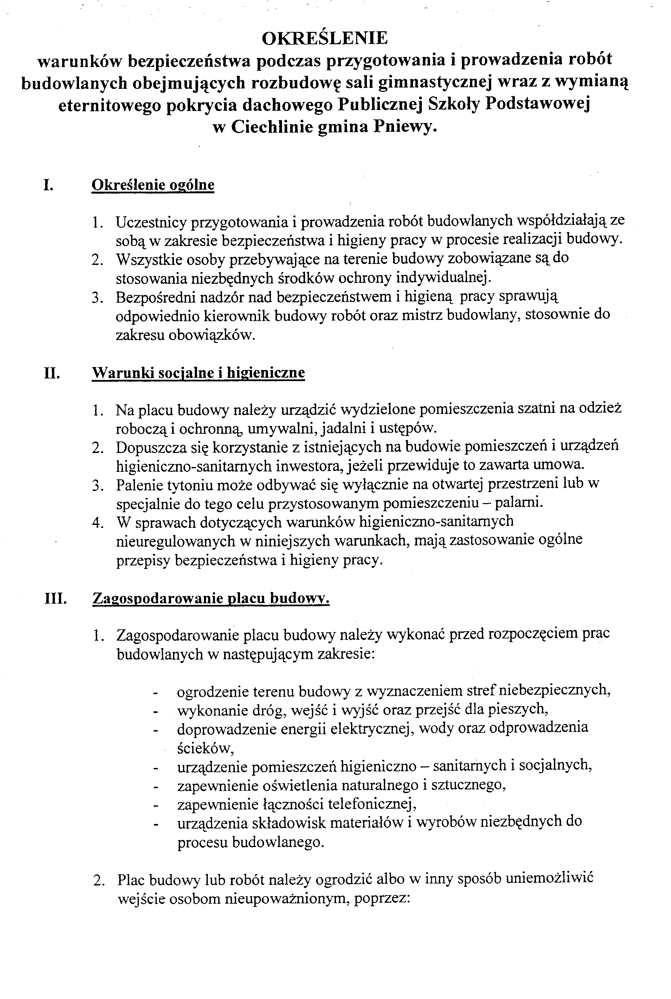 OKREŚLENIE
warunków bezpieczeństwa podczas przygotowania i prowadzenia robót
budowlanych obejmujących rozbudowę sali gimnastycznej wraz z wymianą
eternitowego pokrycia dachowego Publicznej Szkoły Podstawowej
w Ciechlinie gmina Pniewy.
I. Określenie ogólne
1. Uczestnicy przygotowania i prowadzenia robót budowlanych współdziałają ze
sobą w zakresie bezpieczeństwa i higieny pracy w procesie realizacji budowy.
2. Wszystkie osoby przebywające na terenie budowy zobowiązane są do
stosowania niezbędnych środków ochrony indywidualnej.
3. Bezpośredni nadzór nad bezpieczeństwem i higieną pracy sprawują
odpowiednio kierownik budowy robót oraz mistrz budowlany, stosownie do
zakresu obowiązków.
II. Warunki socjalne i higieniczne
1. Na placu budowy należy urządzić wydzielone pomieszczenia szatni na odzież
roboczą i ochronną, umywalni, jadalni i ustępów.
2. Dopuszcza się korzystanie z istniejących na budowie pomieszczeń i urządzeń
higieniczno-sanitarnych inwestora, jeżeli przewiduje to zawarta umowa.
3. Palenie tytoniu może odbywać się wyłącznie na otwartej przestrzeni lub w
specjalnie do tego celu przystosowanym pomieszczeniu – palarni.
4. W sprawach dotyczących warunków higieniczno-sanitarnych
nieuregulowanych w niniejszych warunkach, mają zastosowanie ogólne
przepisy bezpieczeństwa i higieny pracy.
III. Zagospodarowanie placu budowy.
1. Zagospodarowanie placu budowy należy wykonać przed rozpoczęciem prac
budowlanych w następującym zakresie:
- ogrodzenie terenu budowy z wyznaczeniem stref niebezpiecznych,
- wykonanie dróg, wejść i wyjść oraz przejść dla pieszych,
- doprowadzenie energii elektrycznej, wody oraz odprowadzenia
ścieków,
- urządzenie pomieszczeń higieniczno – sanitarnych i socjalnych,
- zapewnienie oświetlenia naturalnego i sztucznego,
- zapewnienie łączności telefonicznej,
- urządzenia składowisk materiałów i wyrobów niezbędnych do
procesu budowlanego.
2. Plac budowy lub robót należy ogrodzić albo w inny sposób uniemożliwić
wejście osobom nieupoważnionym, poprzez: